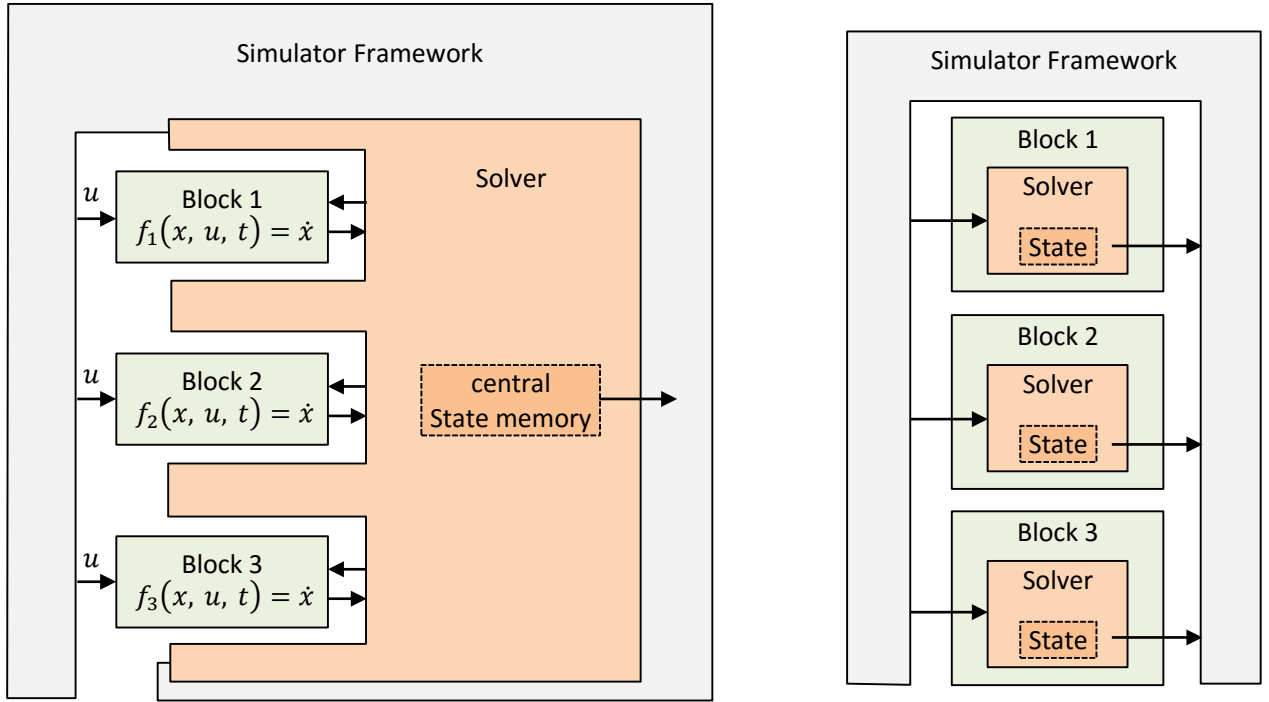 Simulator Framework
Solver
u
Block 1
f₁(x, u, t) = ẋ
u
Block 2
f₂(x, u, t) = ẋ
central
State memory
u
Block 3
f₃(x, u, t) = ẋ
Simulator Framework
Block 1
Solver
State
Block 2
Solver
State
Block 3
Solver
State